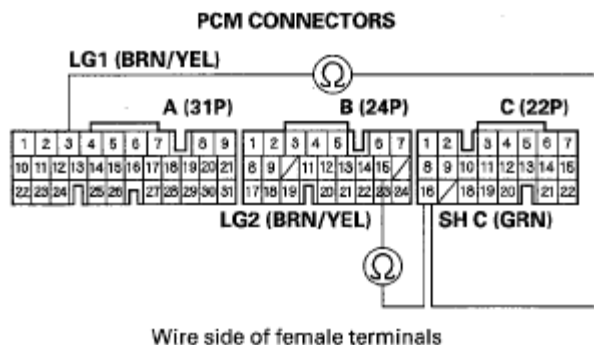 PCM CONNECTORS
LG1 (BRN/YEL)
Ω
A (31P) B (24P) C (22P)
1 2 3 4 5 6 7 8 9 1 2 3 4 5 6 7 1 2 3 4 5 6 7
10 11 12 13 14 15 16 17 18 19 20 21 8 9 11 12 13 14 15 8 9 10 11 12 13 14 15
22 23 24 25 26 27 28 29 30 31 17 18 19 20 21 22 23 24 16 18 19 20 21 22
LG2 (BRN/YEL) SH C (GRN)
Ω
Wire side of female terminals